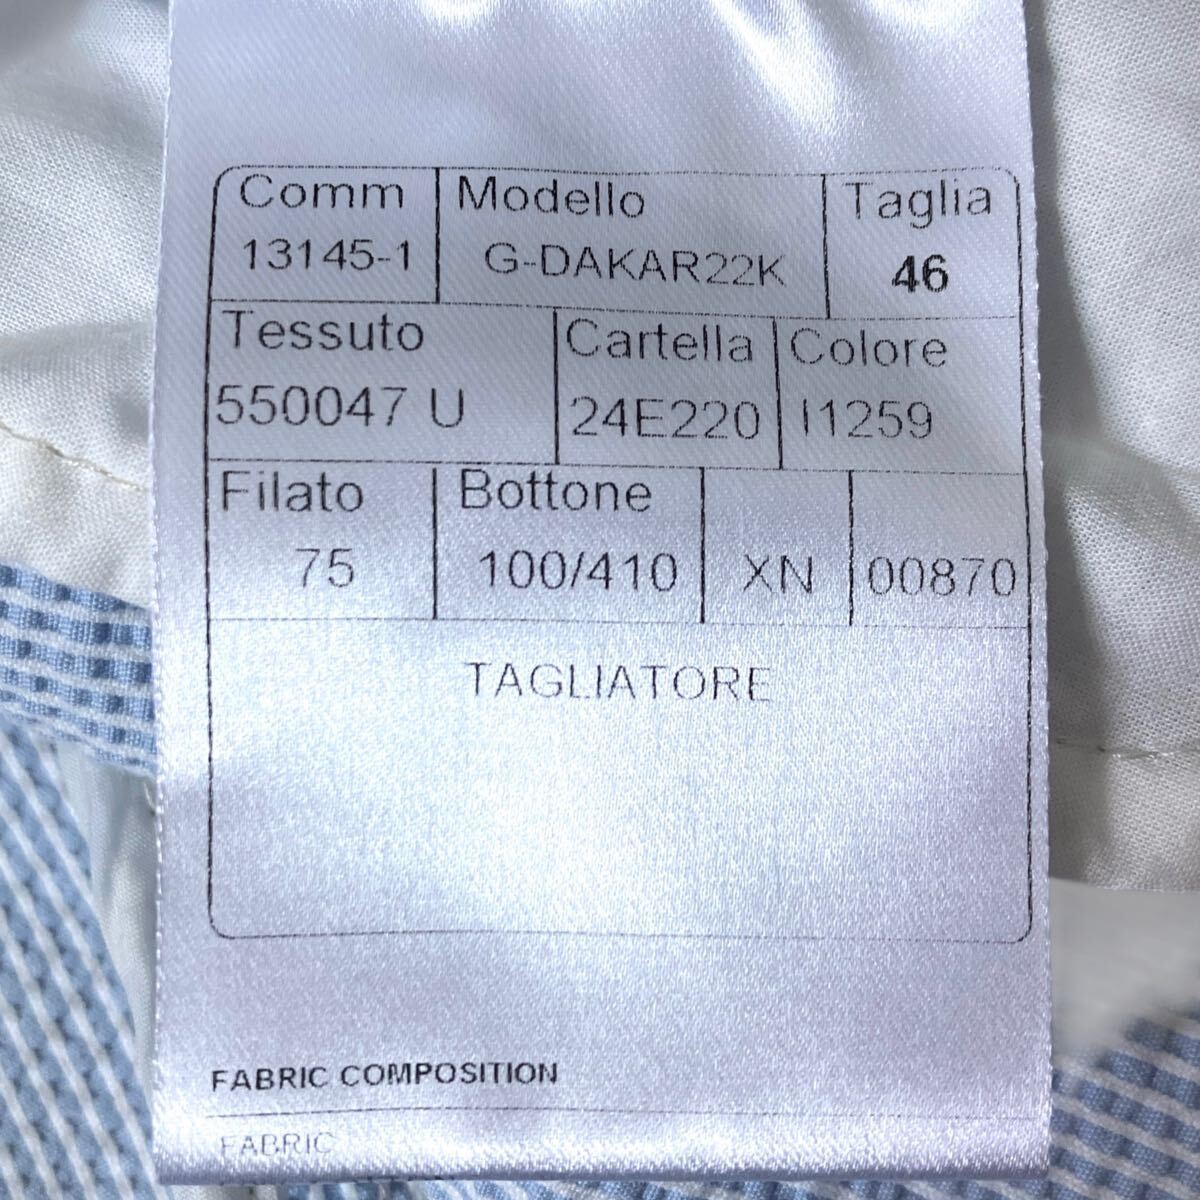 Comm Modello Taglia
13145-1 G-DAKAR22K 46
Tessuto Cartella Colore
550047 U 24E220 I1259
Filato Bottone
75 100/410 XN 00870
TAGLIATORE
FABRIC COMPOSITION
FABRIC